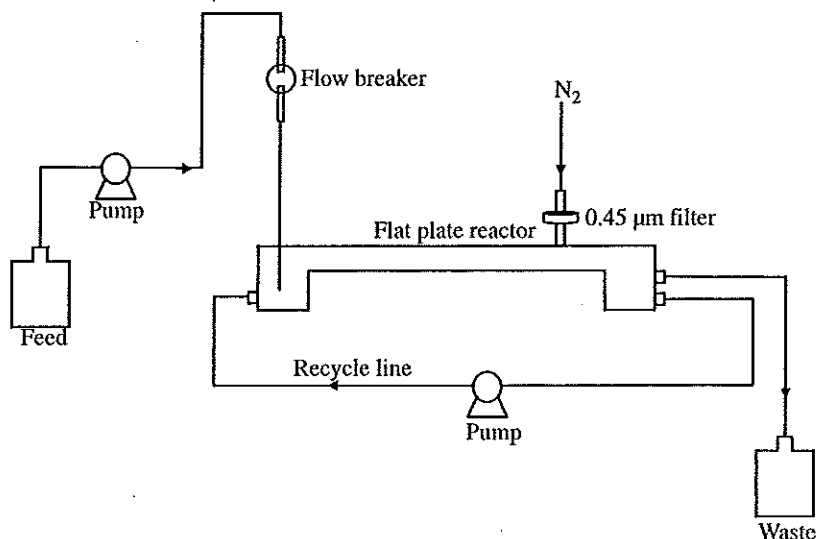 Flow breaker
N₂
Pump
Flat plate reactor
0.45 µm filter
Feed
Recycle line
Pump
Waste